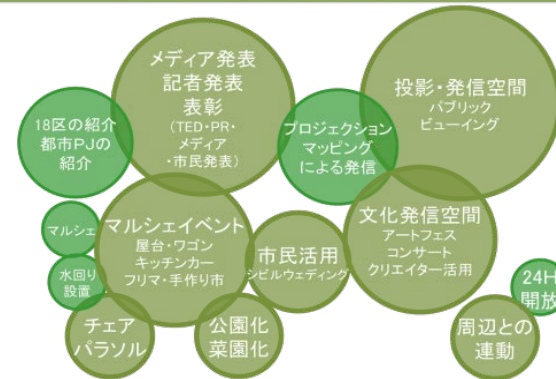 メディア発表
記者発表
表彰
(TED・PR・
メディア
・市民発表)
投影・発信空間
パブリック
ビューイング
18区の紹介
都市PJの
紹介
プロジェクション
マッピング
による発信
マルシェ
マルシェイベント
屋台・ワゴン
キッチンカー
フリマ・手作り市
市民活用
シビルウェディング
文化発信空間
アートフェス
コンサート
クリエイター活用
水回り
設置
24H
開放
チェア
パラソル
公園化
菜園化
周辺との
連動